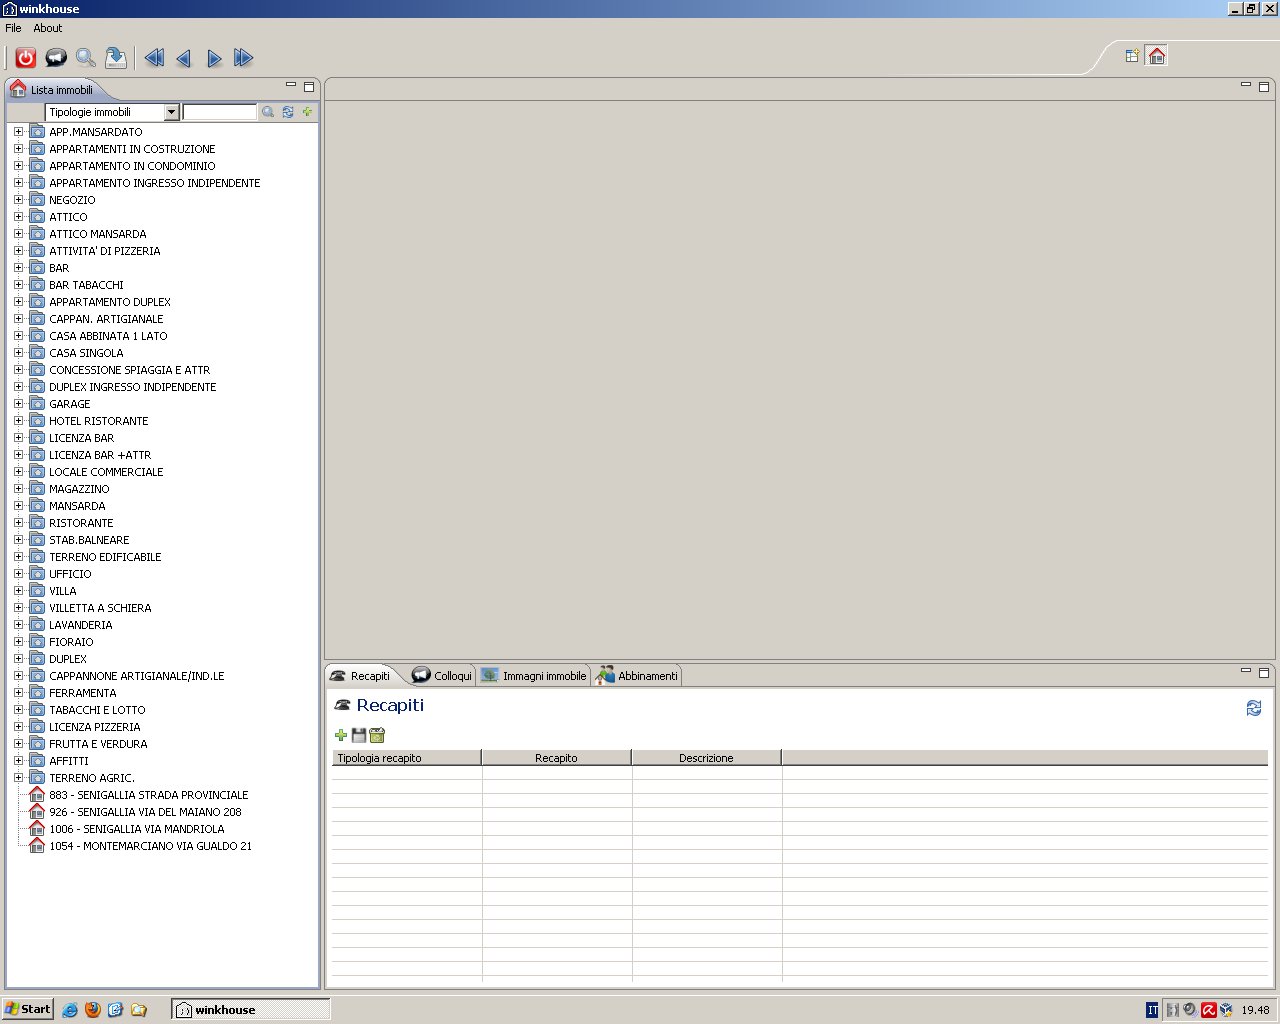 winkhouse
File About
Lista immobili
Tipologie immobili
APP.MANSARDATO
APPARTAMENTI IN COSTRUZIONE
APPARTAMENTO IN CONDOMINIO
APPARTAMENTO INGRESSO INDIPENDENTE
NEGOZIO
ATTICO
ATTICO MANSARDA
ATTIVITA' DI PIZZERIA
BAR
BAR TABACCHI
APPARTAMENTO DUPLEX
CAPPAN. ARTIGIANALE
CASA ABBINATA 1 LATO
CASA SINGOLA
CONCESSIONE SPIAGGIA E ATTR
DUPLEX INGRESSO INDIPENDENTE
GARAGE
HOTEL RISTORANTE
LICENZA BAR
LICENZA BAR +ATTR
LOCALE COMMERCIALE
MAGAZZINO
MANSARDA
RISTORANTE
STAB.BALNEARE
TERRENO EDIFICABILE
UFFICIO
VILLA
VILLETTA A SCHIERA
LAVANDERIA
FIORAIO
DUPLEX
CAPPANNONE ARTIGIANALE/IND.LE
FERRAMENTA
TABACCHI E LOTTO
LICENZA PIZZERIA
FRUTTA E VERDURA
AFFITTI
TERRENO AGRIC.
883 - SENIGALLIA STRADA PROVINCIALE
926 - SENIGALLIA VIA DEL MAIANO 208
1006 - SENIGALLIA VIA MANDRIOLA
1054 - MONTEMARCIANO VIA GUALDO 21
Recapiti Colloqui Immagni immobile Abbinamenti
Recapiti
Tipologia recapito Recapito Descrizione
Start winkhouse IT 19.48